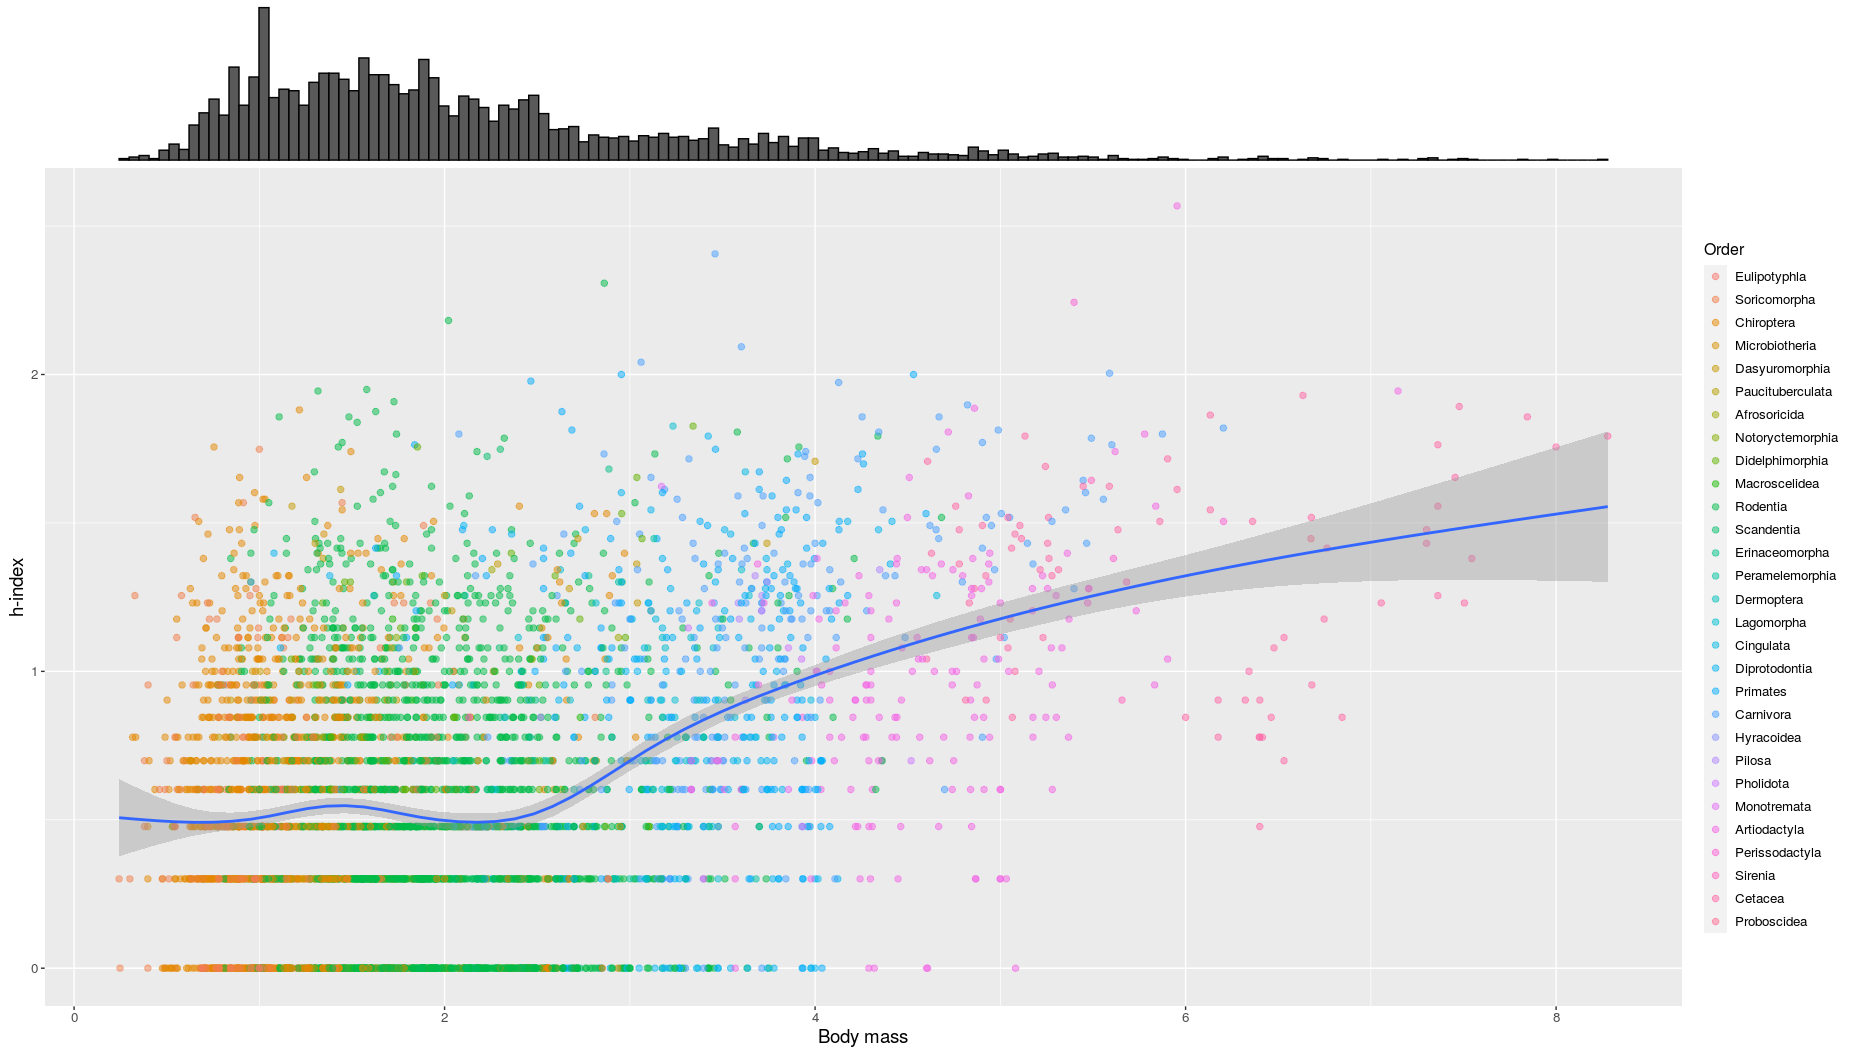 h-index
2
1
0
0
2
4
6
8
Body mass
Order
Eulipotyphla
Soricomorpha
Chiroptera
Microbiotheria
Dasyuromorphia
Paucituberculata
Afrosoricida
Notoryctemorphia
Didelphimorphia
Macroscelidea
Rodentia
Scandentia
Erinaceomorpha
Peramelemorphia
Dermoptera
Lagomorpha
Cingulata
Diprotodontia
Primates
Carnivora
Hyracoidea
Pilosa
Pholidota
Monotremata
Artiodactyla
Perissodactyla
Sirenia
Cetacea
Proboscidea